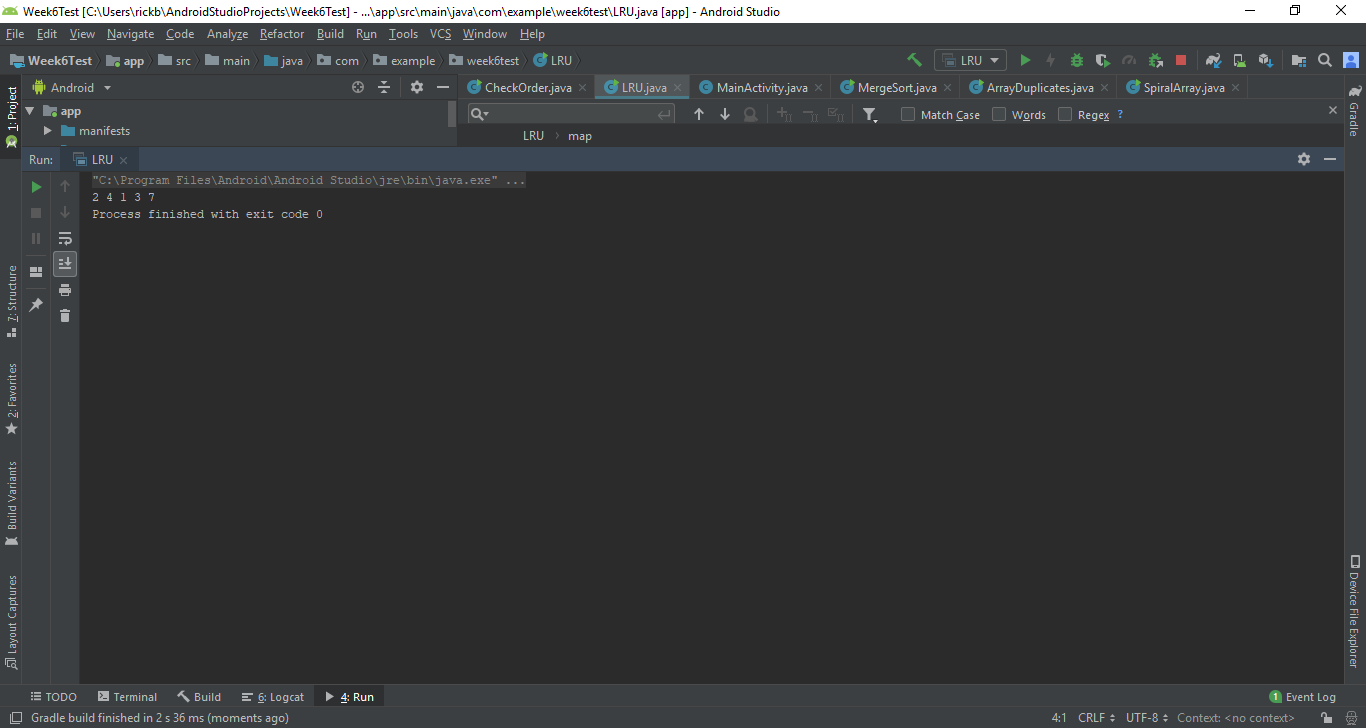 Week6Test [C:\Users\rickb\AndroidStudioProjects\Week6Test] - ...\app\src\main\java\com\example\week6test\LRU.java [app] - Android Studio
File Edit View Navigate Code Analyze Refactor Build Run Tools VCS Window Help
Week6Test app src main java com example week6test LRU LRU
Android CheckOrder.java LRU.java MainActivity.java MergeSort.java ArrayDuplicates.java SpiralArray.java
app Match Case Words Regex ?
manifests LRU map
Run: LRU
"C:\Program Files\Android\Android Studio\jre\bin\java.exe" ...
2 4 1 3 7
Process finished with exit code 0
1: Project
7: Structure
2: Favorites
Build Variants
Layout Captures
Gradle
Device File Explorer
TODO Terminal Build 6: Logcat 4: Run 1 Event Log
Gradle build finished in 2 s 36 ms (moments ago) 4:1 CRLF UTF-8 Context: <no context>